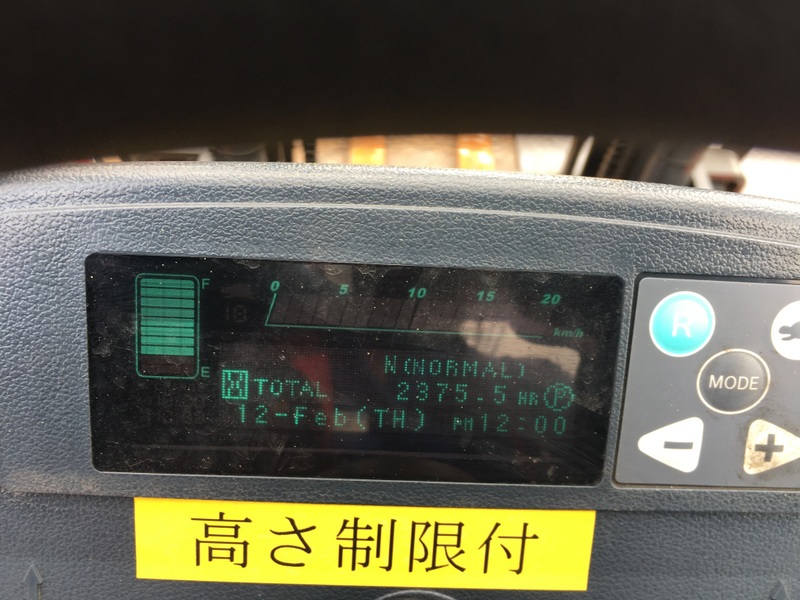 F
0 5 10 15 20
km/h
E
N(NORMAL)
TOTAL 2375.5 HR P
12-Feb(TH) PM12:00
R
MODE
高さ制限付